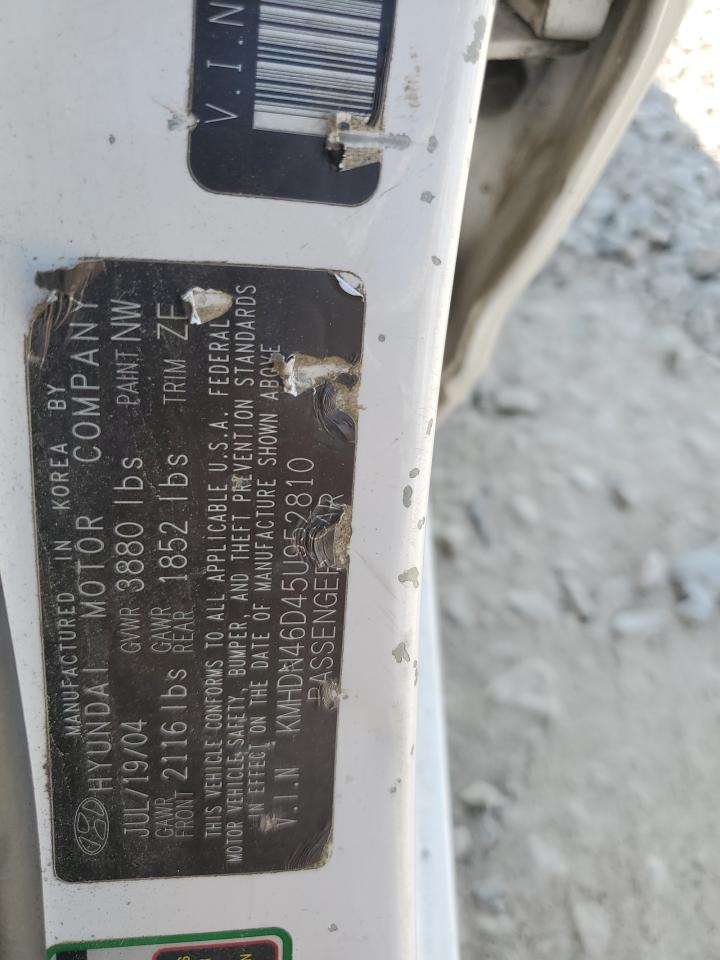 V.I.N
MANUFACTURED IN KOREA BY
HYUNDAI MOTOR COMPANY
JUL/19/04 GVWR 3880 lbs PAINT NW
GAWR FRONT 2116 lbs GAWR REAR 1852 lbs TRIM ZE
THIS VEHICLE CONFORMS TO ALL APPLICABLE U.S.A. FEDERAL
MOTOR VEHICLE SAFETY, BUMPER, AND THEFT PREVENTION STANDARDS
IN EFFECT ON THE DATE OF MANUFACTURE SHOWN ABOVE
V.I.N KMHDN46D45U952810
PASSENGER CAR